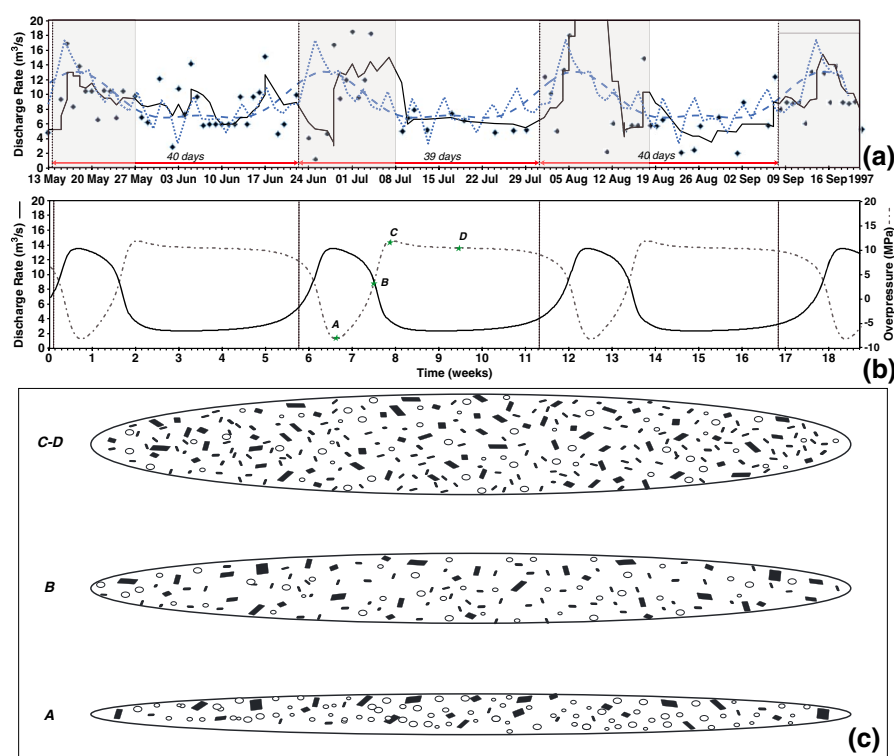 Discharge Rate (m³/s)
20
18
16
14
12
10
8
6
4
2
0
40 days
39 days
40 days
13 May 20 May 27 May 03 Jun 10 Jun 17 Jun 24 Jun 01 Jul 08 Jul 15 Jul 22 Jul 29 Jul 05 Aug 12 Aug 19 Aug 26 Aug 02 Sep 09 Sep 16 Sep 1997
(a)
Discharge Rate (m³/s)
20
18
16
14
12
10
8
6
4
2
0
A
B
C
D
20
15
10
5
0
-5
-10
Overpressure (MPa)
0 1 2 3 4 5 6 7 8 9 10 11 12 13 14 15 16 17 18
Time (weeks)
(b)
C-D
B
A
(c)